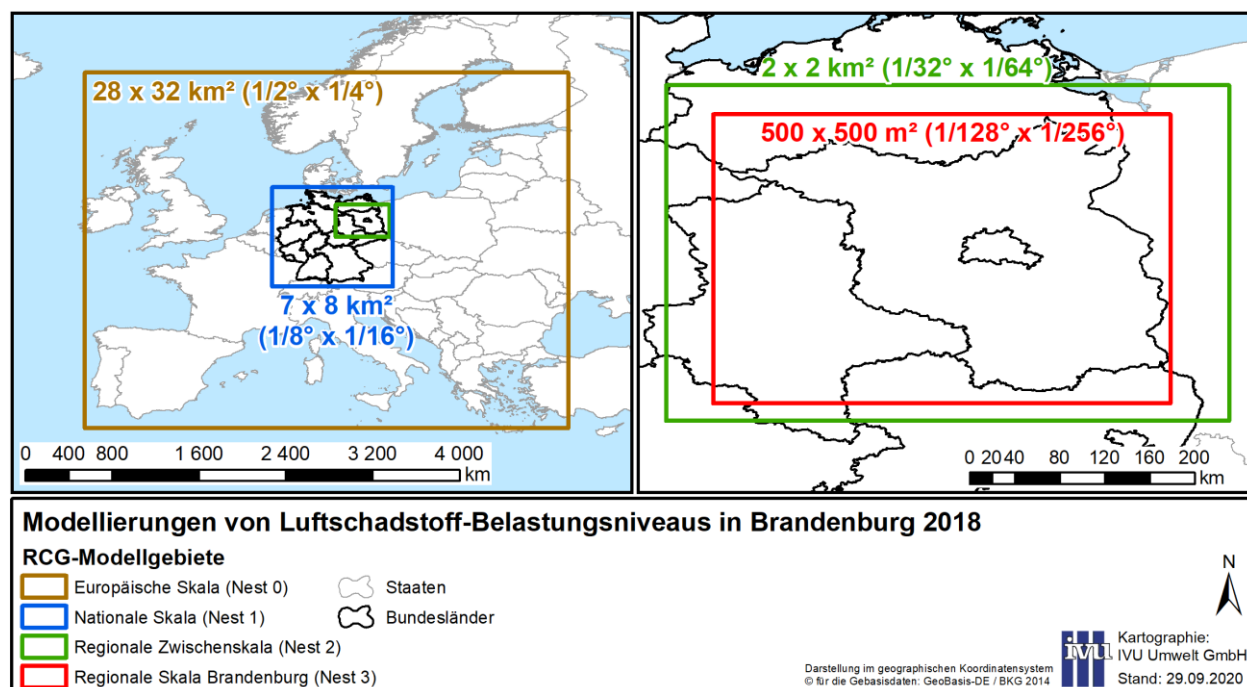 28 x 32 km² (1/2° x 1/4°)
7 x 8 km²
(1/8° x 1/16°)
0 400 800 1 600 2 400 3 200 4 000
km
2 x 2 km² (1/32° x 1/64°)
500 x 500 m² (1/128° x 1/256°)
0 20 40 80 120 160 200
km
Modellierungen von Luftschadstoff-Belastungsniveaus in Brandenburg 2018
RCG-Modellgebiete
Europäische Skala (Nest 0)
Nationale Skala (Nest 1)
Regionale Zwischenskala (Nest 2)
Regionale Skala Brandenburg (Nest 3)
Staaten
Bundesländer
N
Darstellung im geographischen Koordinatensystem
© für die Gebasisdaten: GeoBasis-DE / BKG 2014
ivu
Kartographie:
IVU Umwelt GmbH
Stand: 29.09.2020